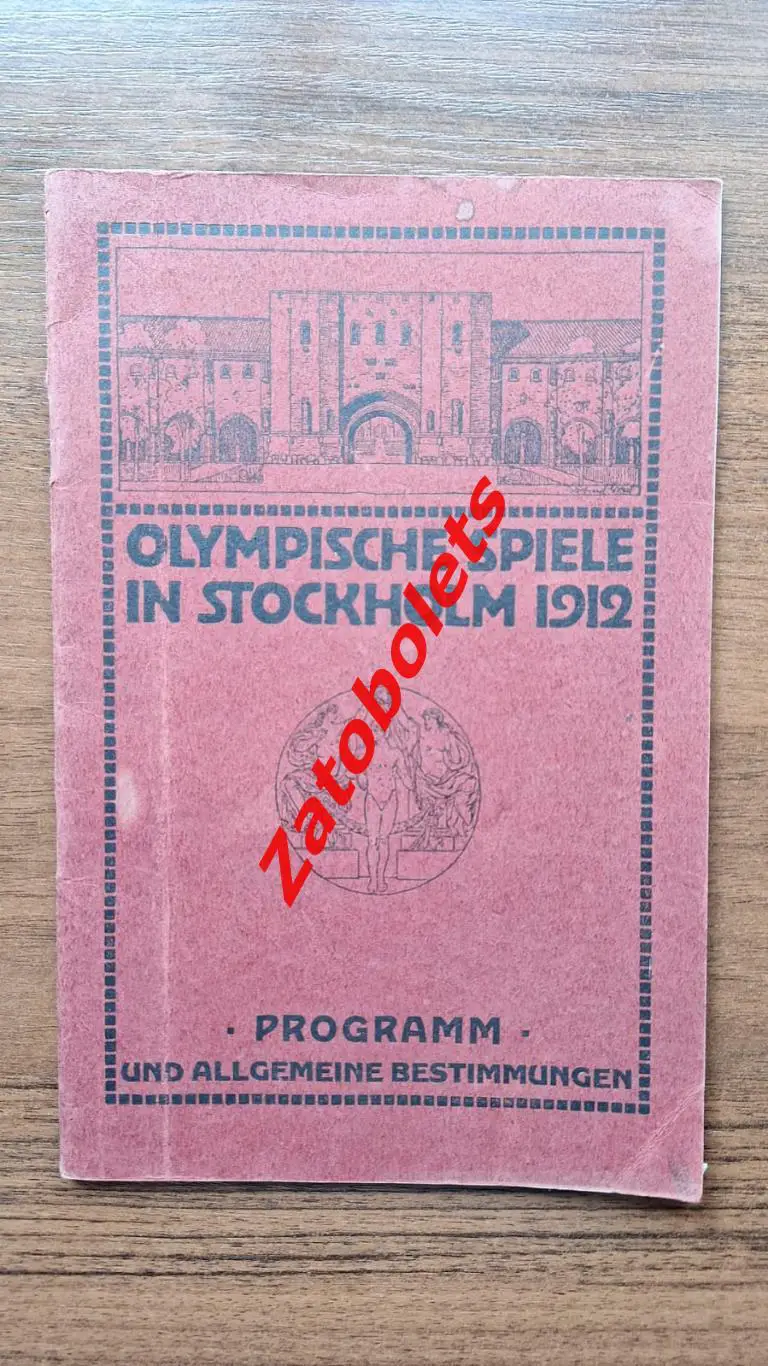 OLYMPISCHE SPIELE
IN STOCKHOLM 1912
Zatobolets
· PROGRAMM ·
UND ALLGEMEINE BESTIMMUNGEN